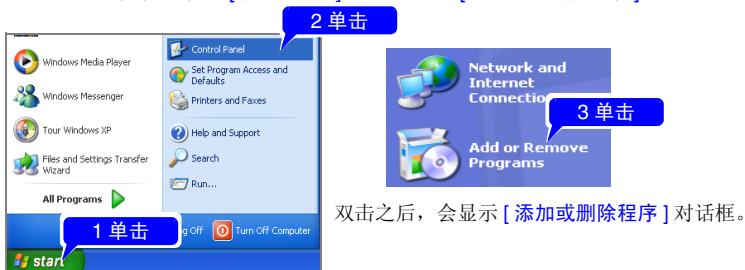 2 单击
Control Panel
Windows Media Player
Set Program Access and
Defaults
Windows Messenger
Printers and Faxes
Tour Windows XP
Help and Support
Files and Settings Transfer
Wizard
Search
Run...
All Programs
1 单击
g Off
Turn Off Computer
start
Network and
Internet
Connectio
3 单击
Add or Remove
Programs
双击之后，会显示 [ 添加或删除程序 ] 对话框。